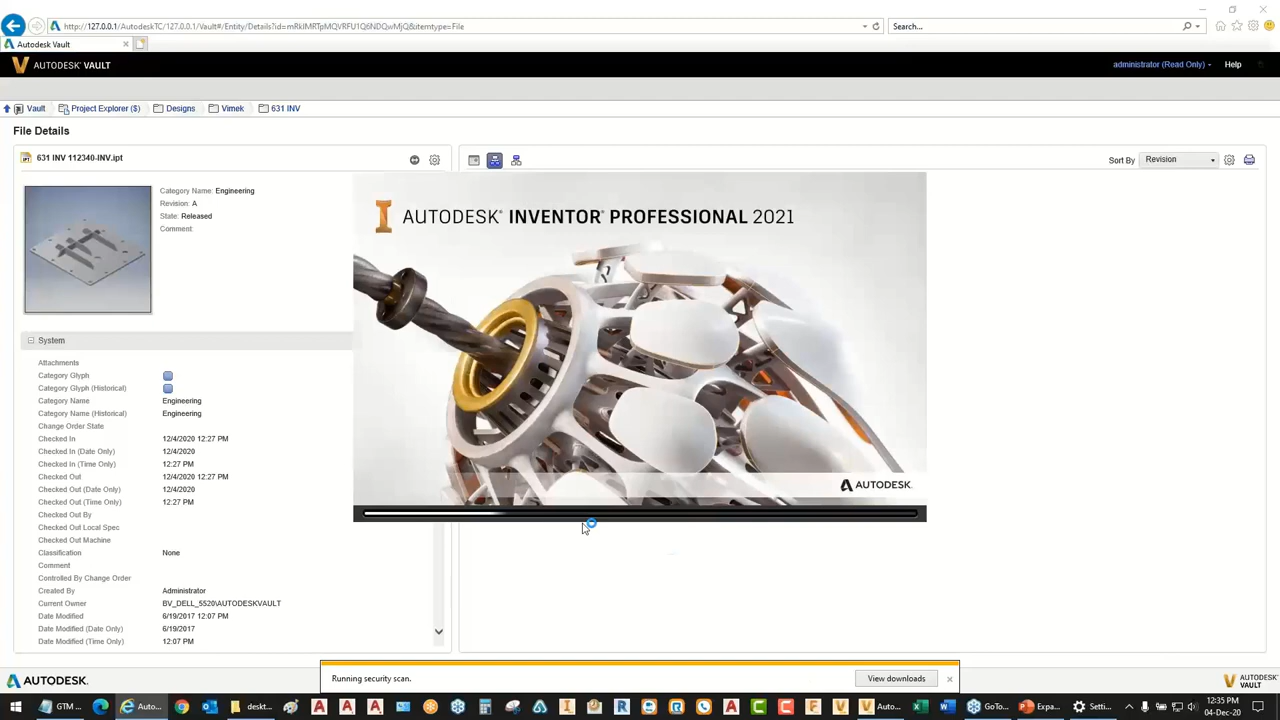 http://127.0.0.1/AutodeskTC/127.0.0.1/Vault#/Entity/Details?id=mRkIMRTpMQVRFU1Q6NDQwMjQ&itemtype=File
Search...
Autodesk Vault
AUTODESK® VAULT
administrator (Read Only)
Help
Vault
Project Explorer ($)
Designs
Vimek
631 INV
File Details
631 INV 112340-INV.ipt
Sort By
Revision
Category Name: Engineering
Revision: A
State: Released
Comment:
AUTODESK® INVENTOR® PROFESSIONAL 2021
System
Attachments
Category Glyph
Category Glyph (Historical)
Category Name Engineering
Category Name (Historical) Engineering
Change Order State
Checked In 12/4/2020 12:27 PM
Checked In (Date Only) 12/4/2020
Checked In (Time Only) 12:27 PM
Checked Out 12/4/2020 12:27 PM
Checked Out (Date Only) 12/4/2020
Checked Out (Time Only) 12:27 PM
Checked Out By
Checked Out Local Spec
Checked Out Machine
Classification None
Comment
Controlled By Change Order
Created By Administrator
Current Owner BV_DELL_5520\AUTODESKVAULT
Date Modified 6/19/2017 12:07 PM
Date Modified (Date Only) 6/19/2017
Date Modified (Time Only) 12:07 PM
AUTODESK.
Running security scan.
View downloads
AUTODESK.
AUTODESK® VAULT
GTM ...
Auto...
deskt...
Auto...
GoTo...
Expa...
Setti...
12:35 PM
04-Dec-20